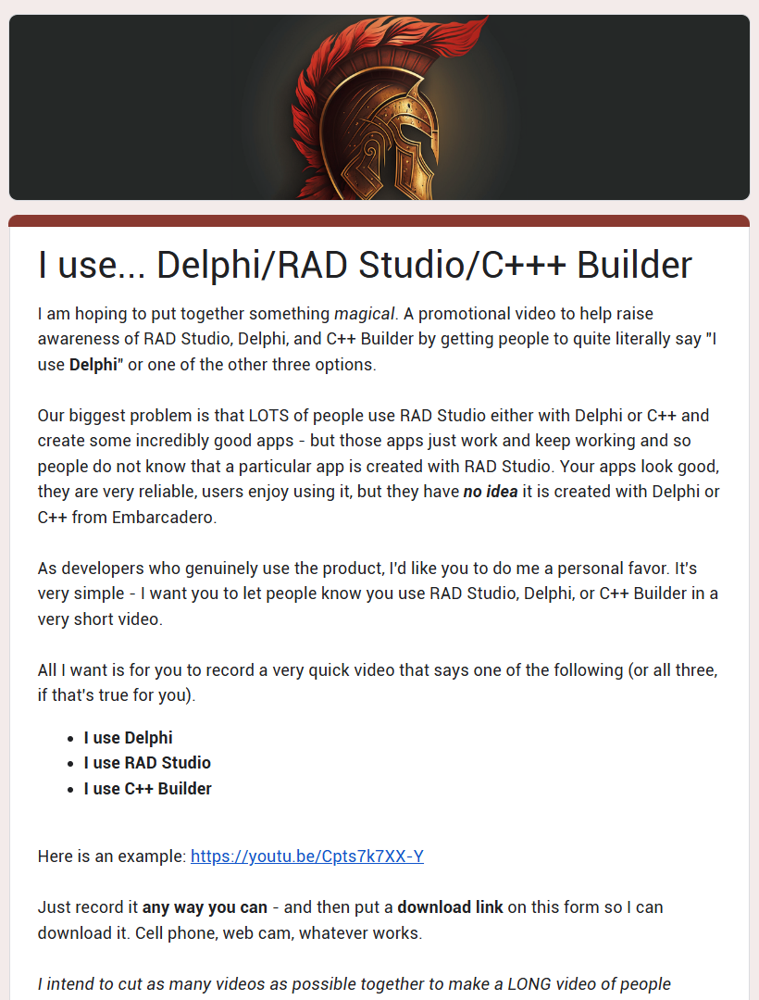 I use... Delphi/RAD Studio/C+++ Builder
I am hoping to put together something magical. A promotional video to help raise
awareness of RAD Studio, Delphi, and C++ Builder by getting people to quite literally say "I
use Delphi" or one of the other three options.
Our biggest problem is that LOTS of people use RAD Studio either with Delphi or C++ and
create some incredibly good apps - but those apps just work and keep working and so
people do not know that a particular app is created with RAD Studio. Your apps look good,
they are very reliable, users enjoy using it, but they have no idea it is created with Delphi or
C++ from Embarcadero.
As developers who genuinely use the product, I'd like you to do me a personal favor. It's
very simple - I want you to let people know you use RAD Studio, Delphi, or C++ Builder in a
very short video.
All I want is for you to record a very quick video that says one of the following (or all three,
if that's true for you).
• I use Delphi
• I use RAD Studio
• I use C++ Builder
Here is an example: https://youtu.be/Cpts7k7XX-Y
Just record it any way you can - and then put a download link on this form so I can
download it. Cell phone, web cam, whatever works.
I intend to cut as many videos as possible together to make a LONG video of people